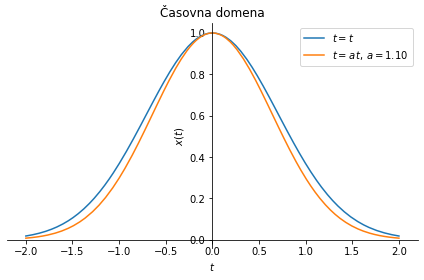 Časovna domena
t = t
t = at, a = 1.10
x(t)
1.0
0.8
0.6
0.4
0.2
0.0
−2.0 −1.5 −1.0 −0.5 0.0 0.5 1.0 1.5 2.0
t